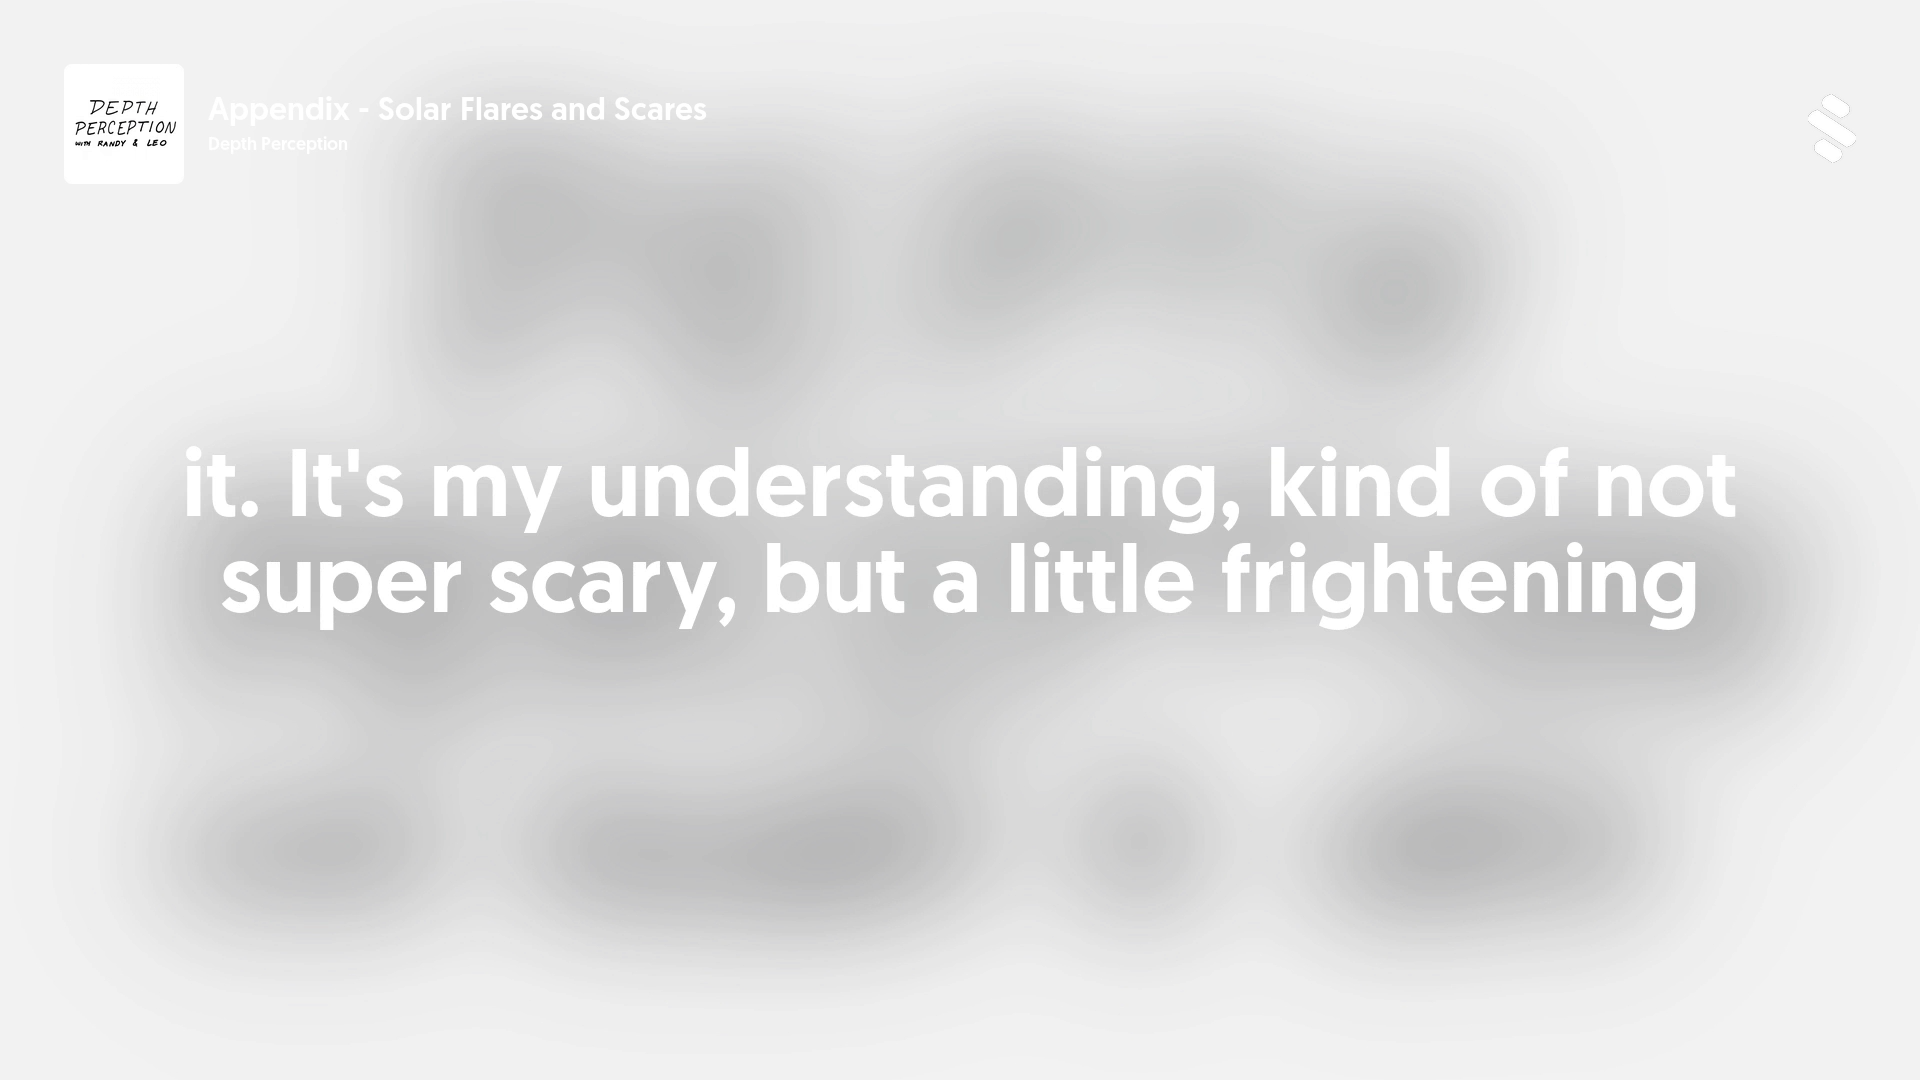 DEPTH
PERCEPTION
WITH RANDY & LEO
Appendix - Solar Flares and Scares
Depth Perception
it. It's my understanding, kind of not
super scary, but a little frightening